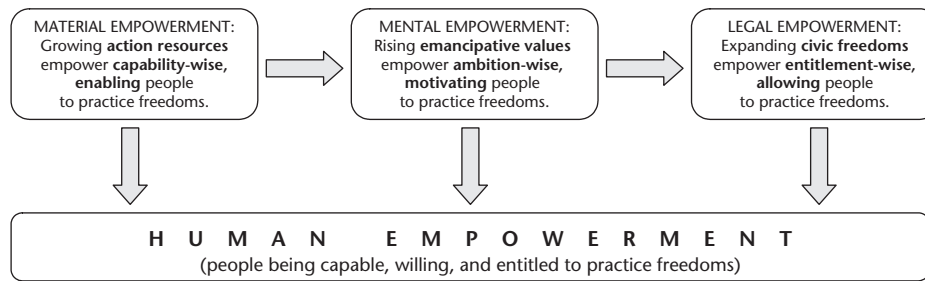 MATERIAL EMPOWERMENT:
Growing action resources
empower capability-wise,
enabling people
to practice freedoms.
MENTAL EMPOWERMENT:
Rising emancipative values
empower ambition-wise,
motivating people
to practice freedoms.
LEGAL EMPOWERMENT:
Expanding civic freedoms
empower entitlement-wise,
allowing people
to practice freedoms.
H U M A N E M P O W E R M E N T
(people being capable, willing, and entitled to practice freedoms)